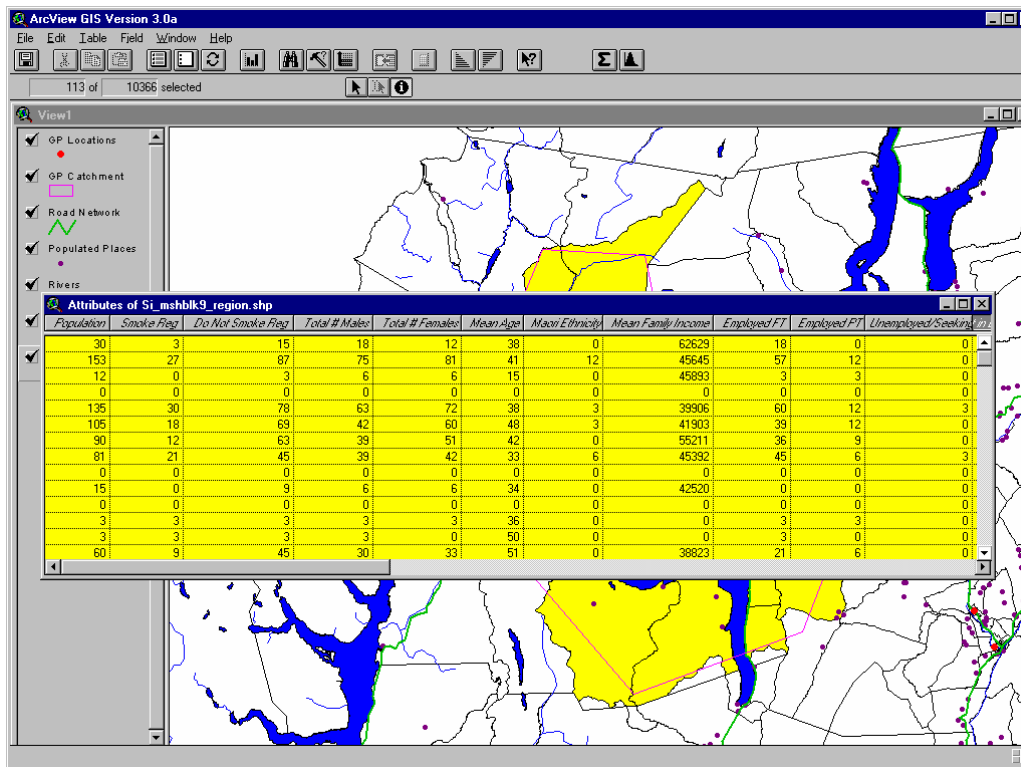 ArcView GIS Version 3.0a
File Edit Table Field Window Help
113 of 10366 selected
View1
GP Locations
GP Catchment
Road Network
Populated Places
Rivers
Attributes of Si_mshblk9_region.shp
Population Smoke Reg Do Not Smoke Reg Total # Males Total # Females Mean Age Maori Ethnicity Mean Family Income Employed FT Employed PT Unemployed/Seeking
30 3 15 18 12 38 0 62629 18 0 0
153 27 87 75 81 41 12 45645 57 12 0
12 0 3 6 6 15 0 45893 3 3 0
0 0 0 0 0 0 0 0 0 0 0
135 30 78 63 72 38 3 39906 60 12 3
105 18 69 42 60 48 3 41903 39 12 0
90 12 63 39 51 42 0 55211 36 9 0
81 21 45 39 42 33 6 45392 45 6 3
0 0 0 0 0 0 0 0 0 0 0
15 0 9 6 6 34 0 42520 0 0 0
0 0 0 0 0 0 0 0 0 0 0
3 3 3 3 3 36 0 0 3 3 0
3 3 3 3 0 50 0 0 3 0 0
60 9 45 30 33 51 0 38823 21 6 0